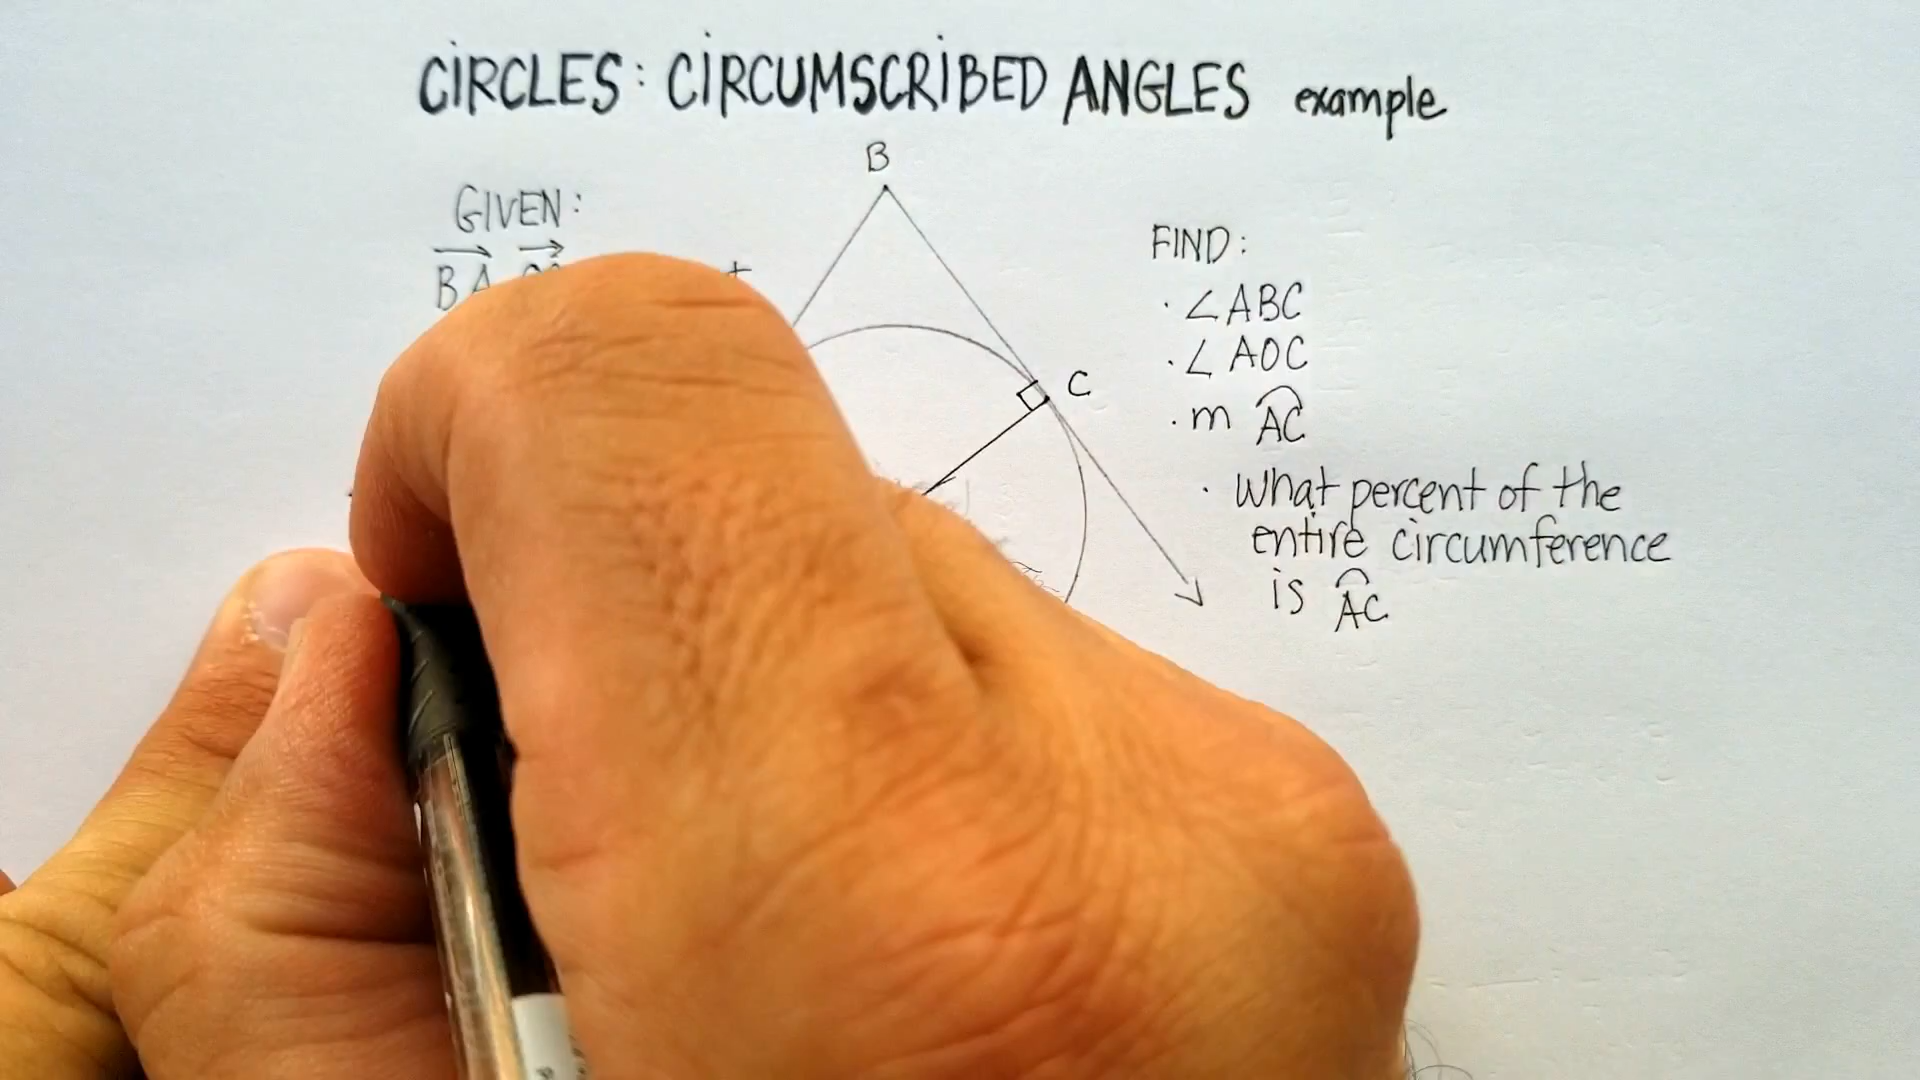 CIRCLES: CIRCUMSCRIBED ANGLES example
B
GIVEN:
BA
C
FIND:
· ∠ABC
· ∠AOC
· m AC
· what percent of the
entire circumference
is AC